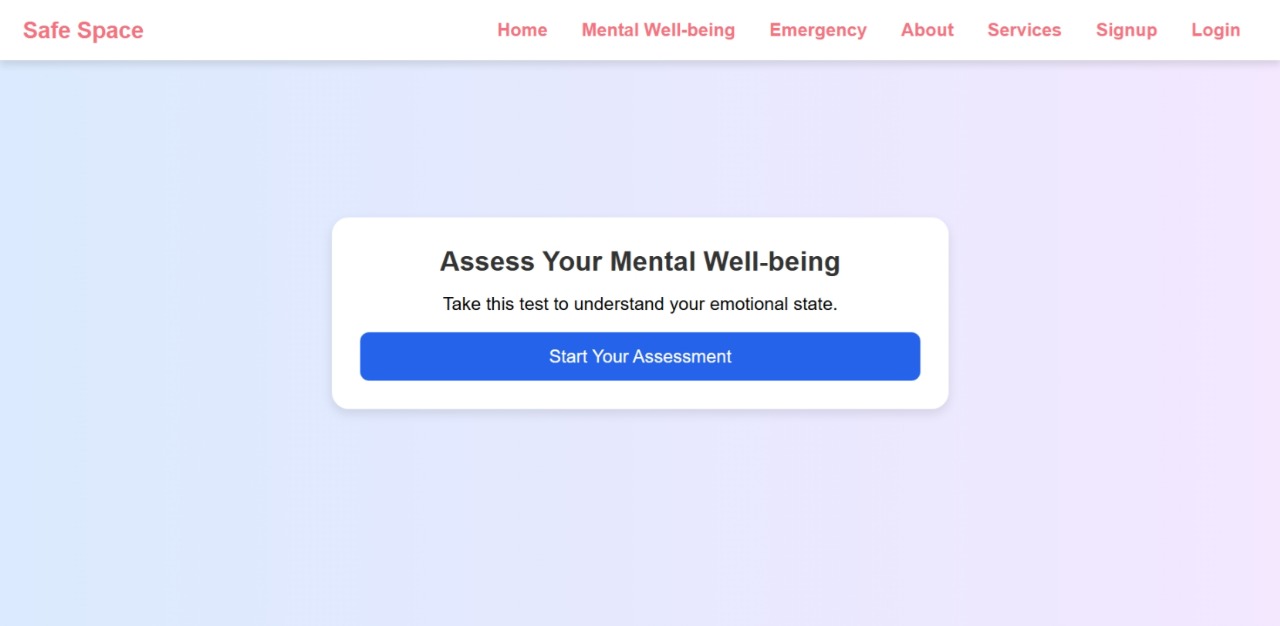 Safe Space Home Mental Well-being Emergency About Services Signup Login
Assess Your Mental Well-being
Take this test to understand your emotional state.
Start Your Assessment